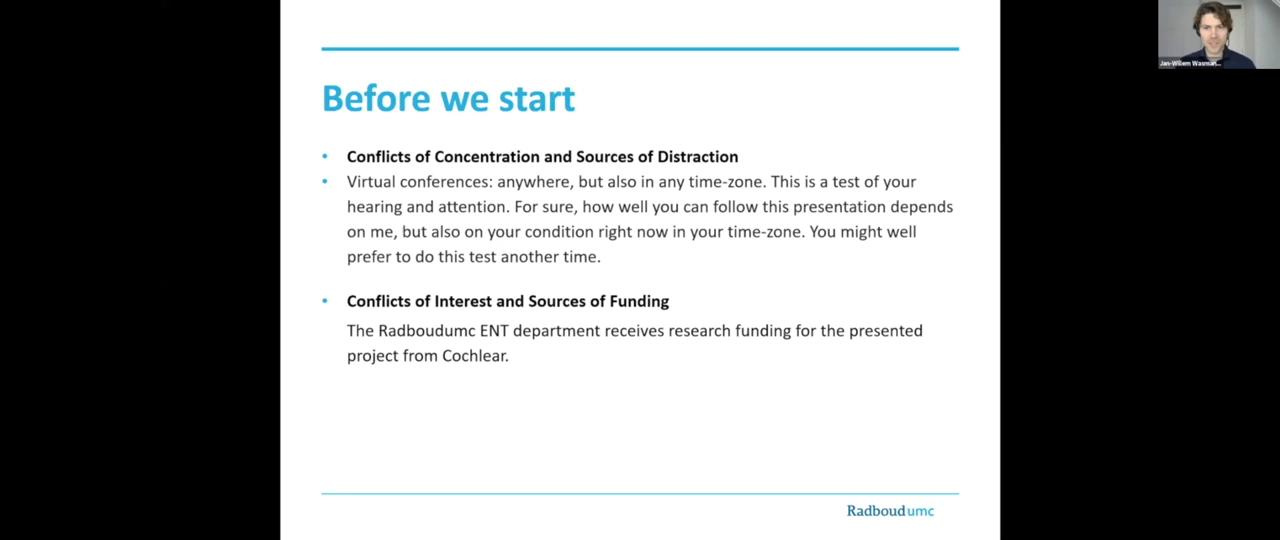 Before we start
• Conflicts of Concentration and Sources of Distraction
• Virtual conferences: anywhere, but also in any time-zone. This is a test of your
hearing and attention. For sure, how well you can follow this presentation depends
on me, but also on your condition right now in your time-zone. You might well
prefer to do this test another time.
• Conflicts of Interest and Sources of Funding
The Radboudumc ENT department receives research funding for the presented
project from Cochlear.
Radboudumc
Jan-Willem Wasman...